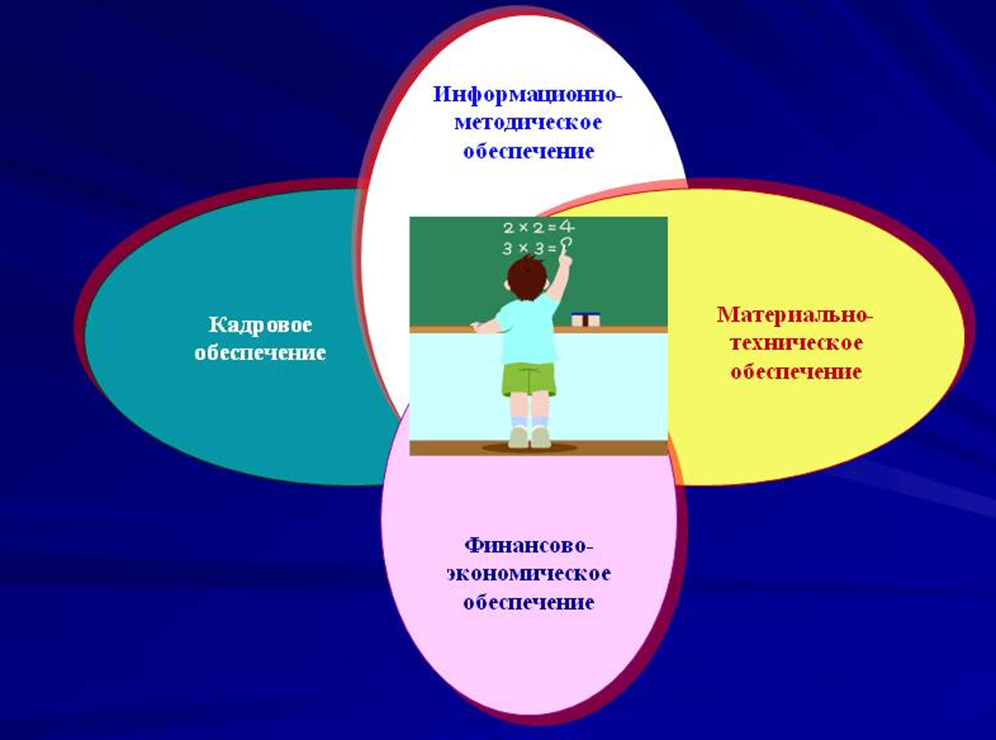 Информационно-
методическое
обеспечение
2 × 2 = 4
3 × 3 = ?
Кадровое
обеспечение
Материально-
техническое
обеспечение
Финансово-
экономическое
обеспечение